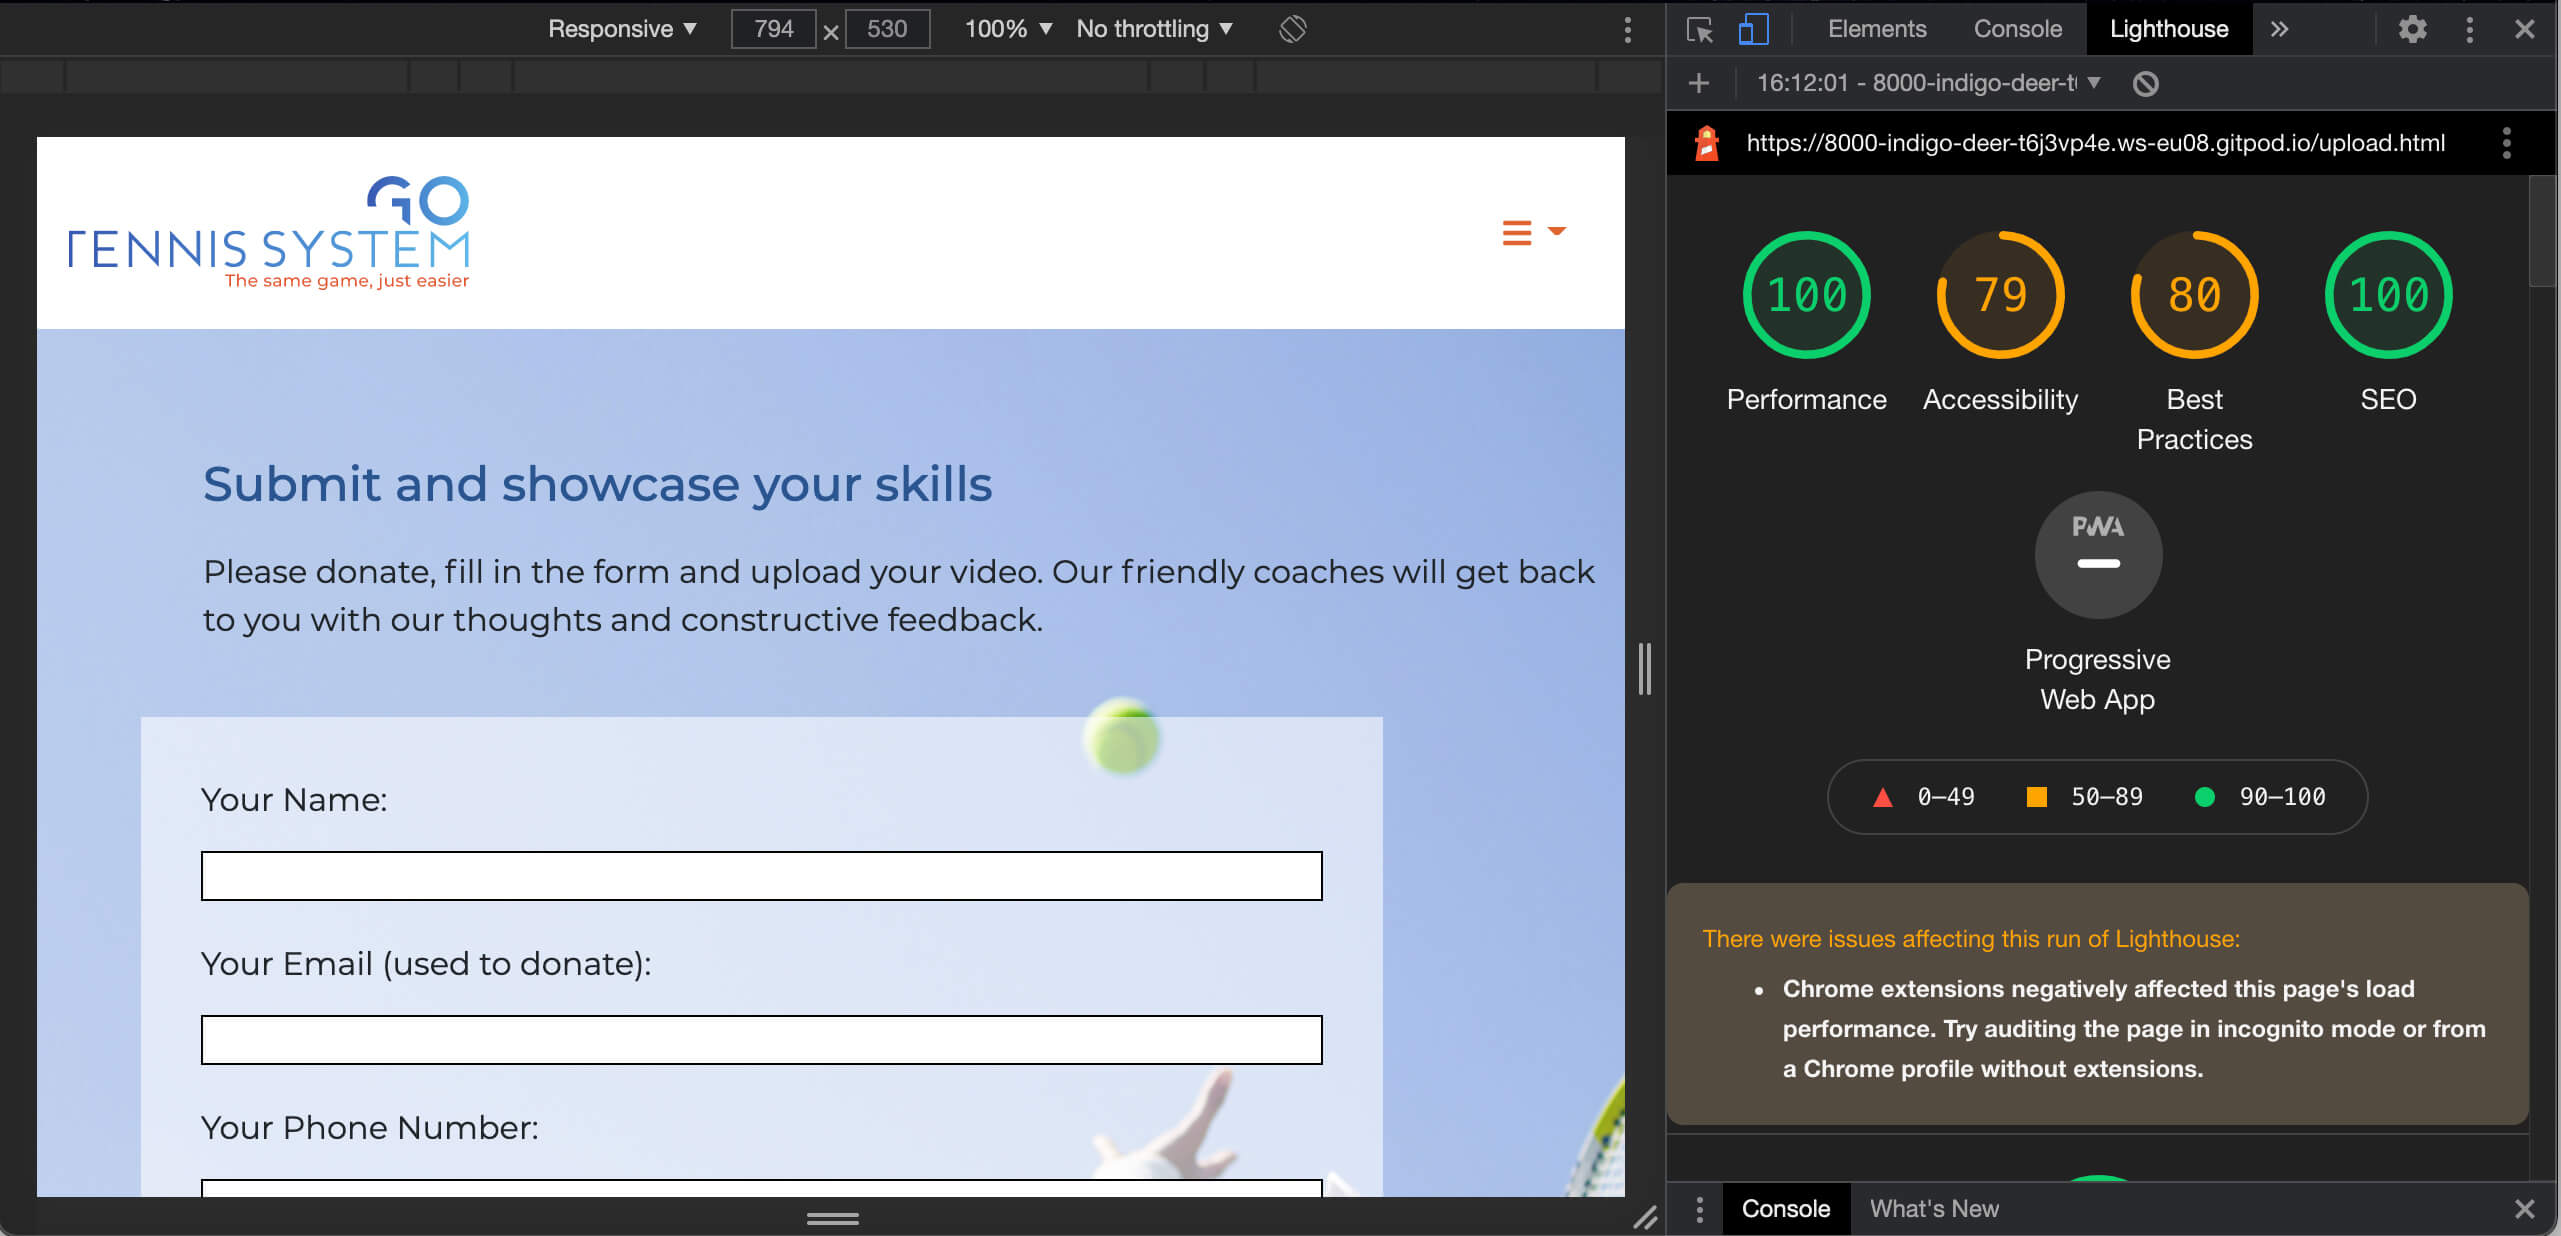 Responsive ▼ 794 × 530 100% ▼ No throttling ▼
Elements Console Lighthouse »
16:12:01 - 8000-indigo-deer-t ▼
https://8000-indigo-deer-t6j3vp4e.ws-eu08.gitpod.io/upload.html
GO
TENNIS SYSTEM
The same game, just easier
Submit and showcase your skills
Please donate, fill in the form and upload your video. Our friendly coaches will get back
to you with our thoughts and constructive feedback.
Your Name:
Your Email (used to donate):
Your Phone Number:
100 79 80 100
Performance Accessibility Best SEO
Practices
PWA
Progressive
Web App
0–49 50–89 90–100
There were issues affecting this run of Lighthouse:
• Chrome extensions negatively affected this page's load
performance. Try auditing the page in incognito mode or from
a Chrome profile without extensions.
Console What's New